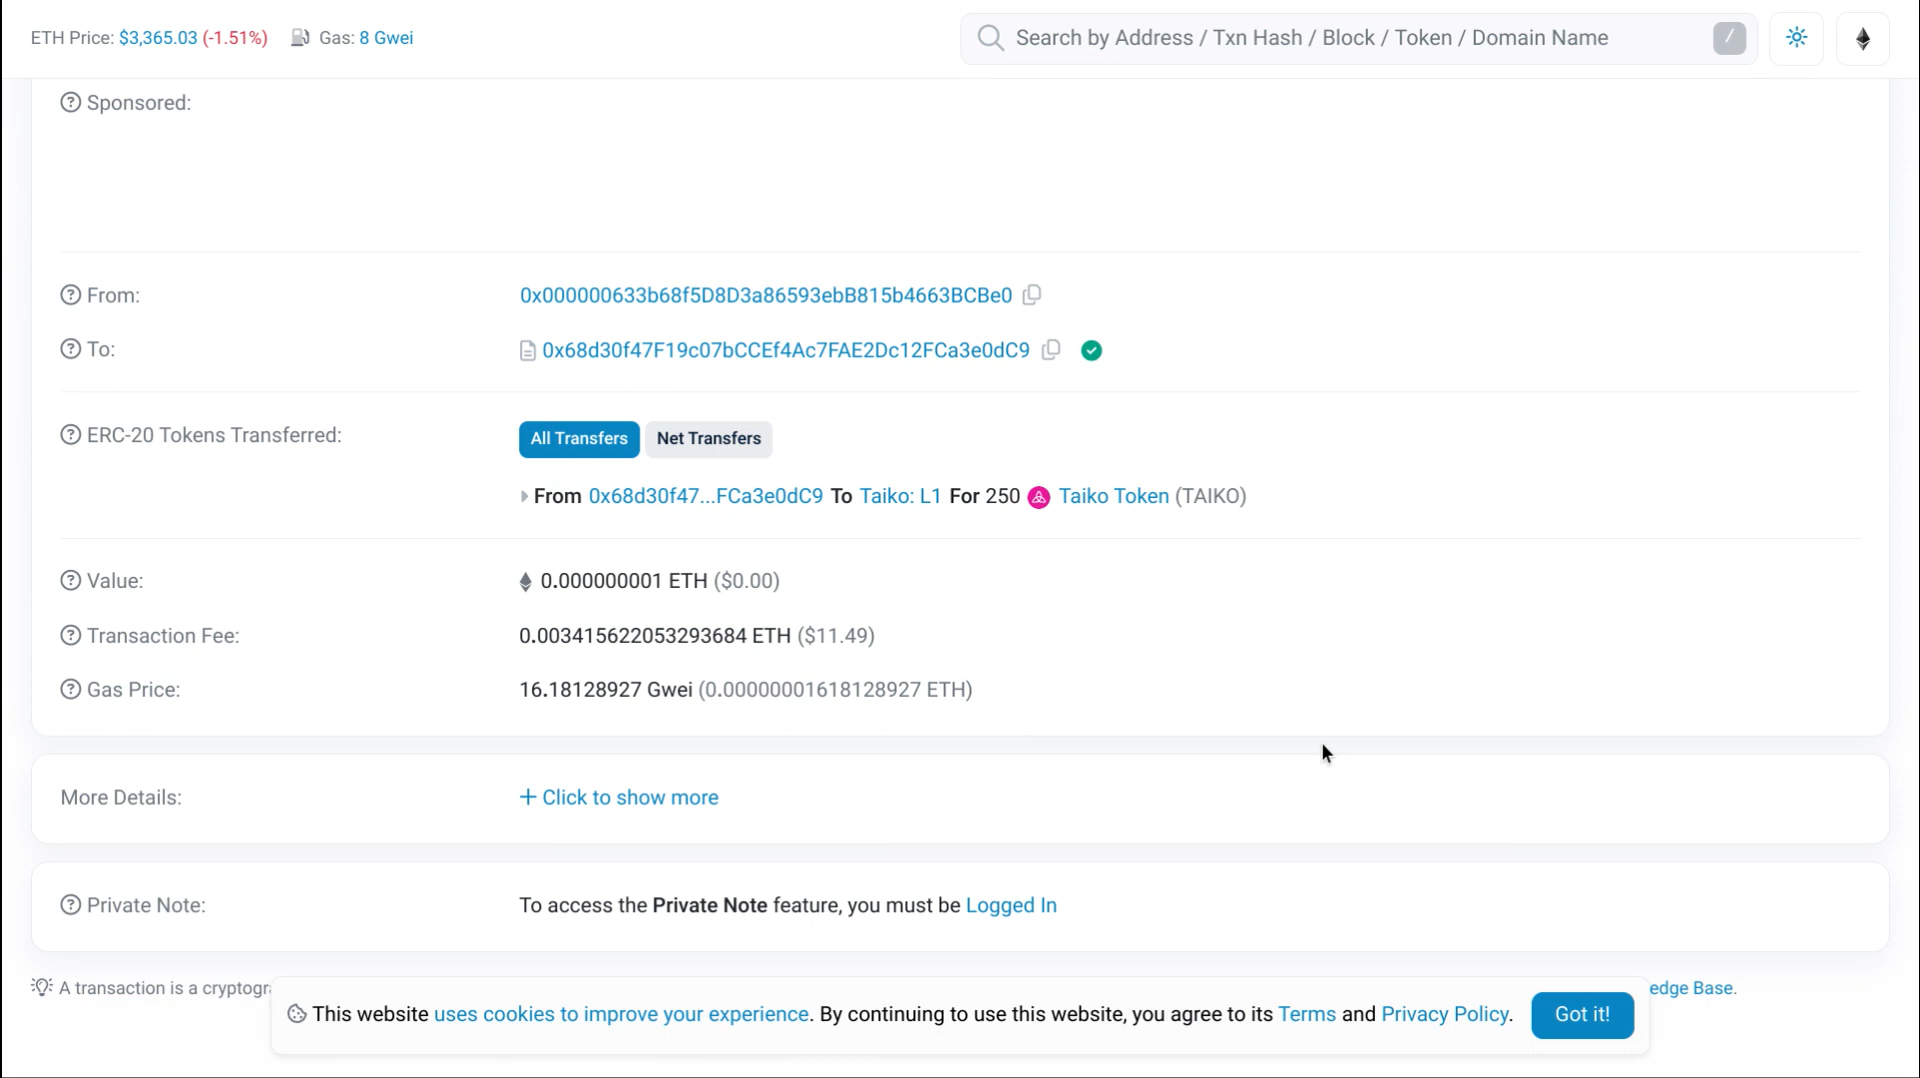 ETH Price: $3,365.03 (-1.51%) Gas: 8 Gwei
Search by Address / Txn Hash / Block / Token / Domain Name /
Sponsored:
From: 0x000000633b68f5D8D3a86593ebB815b4663BCBe0
To: 0x68d30f47F19c07bCCEf4Ac7FAE2Dc12FCa3e0dC9
ERC-20 Tokens Transferred: All Transfers Net Transfers
From 0x68d30f47...FCa3e0dC9 To Taiko: L1 For 250 Taiko Token (TAIKO)
Value: 0.000000001 ETH ($0.00)
Transaction Fee: 0.003415622053293684 ETH ($11.49)
Gas Price: 16.18128927 Gwei (0.00000001618128927 ETH)
More Details: + Click to show more
Private Note: To access the Private Note feature, you must be Logged In
A transaction is a cryptogr edge Base.
This website uses cookies to improve your experience. By continuing to use this website, you agree to its Terms and Privacy Policy. Got it!